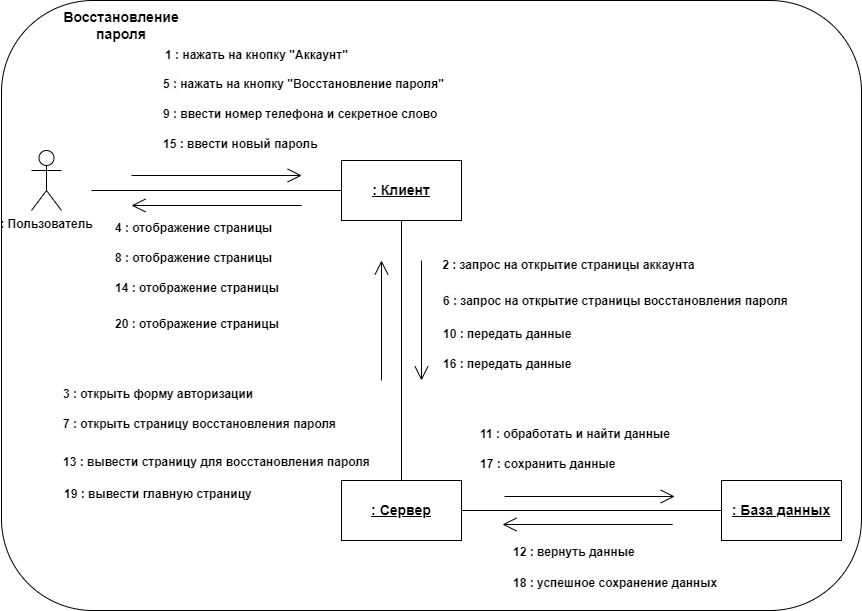 Восстановление
пароля
1 : нажать на кнопку "Аккаунт"
5 : нажать на кнопку "Восстановление пароля"
9 : ввести номер телефона и секретное слово
15 : ввести новый пароль
: Клиент
: Пользователь
4 : отображение страницы
8 : отображение страницы
14 : отображение страницы
20 : отображение страницы
2 : запрос на открытие страницы аккаунта
6 : запрос на открытие страницы восстановления пароля
10 : передать данные
16 : передать данные
3 : открыть форму авторизации
7 : открыть страницу восстановления пароля
13 : вывести страницу для восстановления пароля
19 : вывести главную страницу
11 : обработать и найти данные
17 : сохранить данные
: Сервер
: База данных
12 : вернуть данные
18 : успешное сохранение данных